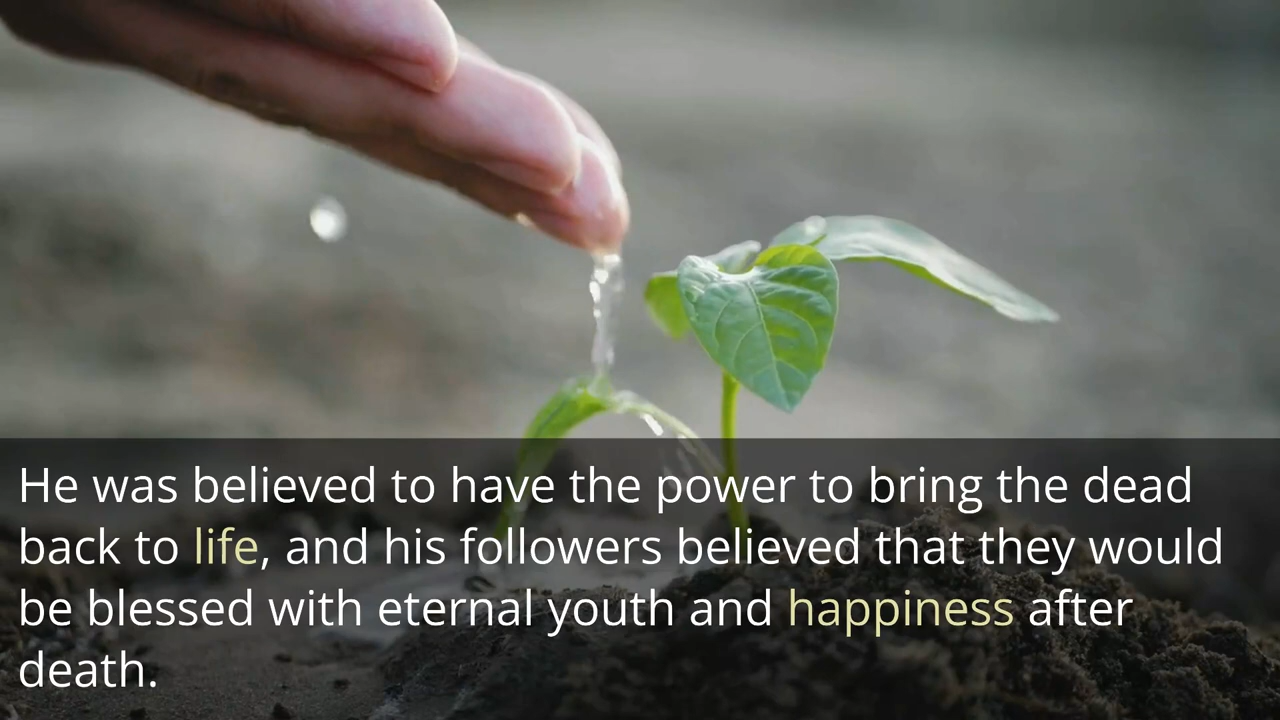 He was believed to have the power to bring the dead
back to life, and his followers believed that they would
be blessed with eternal youth and happiness after
death.